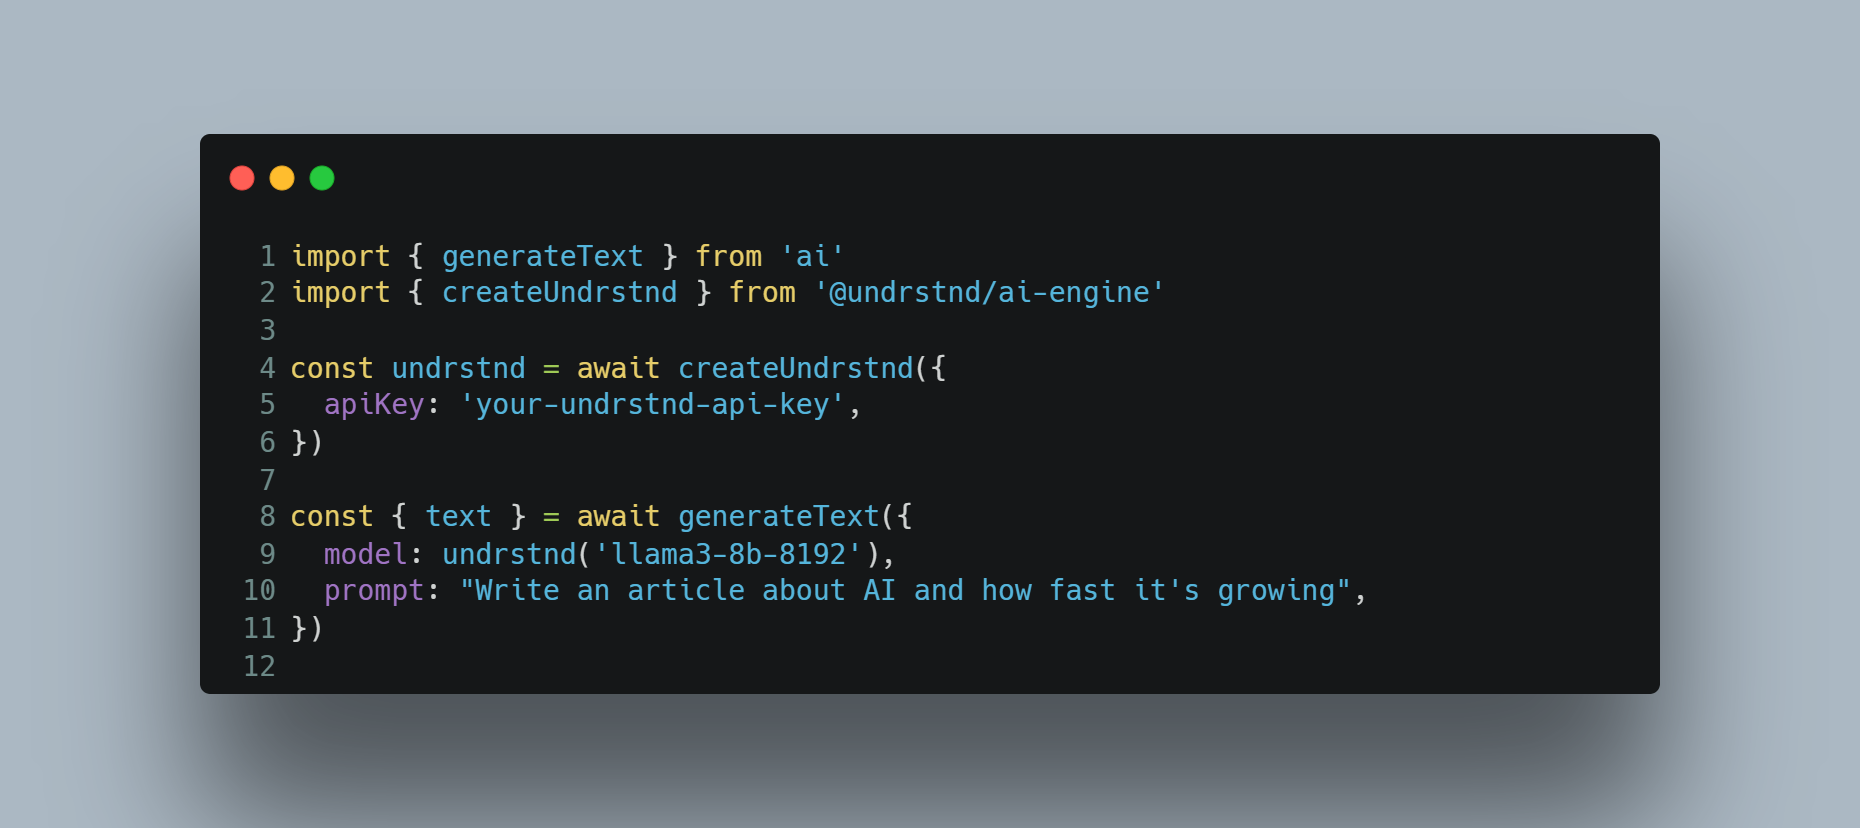 1 import { generateText } from 'ai'
2 import { createUndrstnd } from '@undrstnd/ai-engine'
3
4 const undrstnd = await createUndrstnd({
5   apiKey: 'your-undrstnd-api-key',
6 })
7
8 const { text } = await generateText({
9   model: undrstnd('llama3-8b-8192'),
10   prompt: "Write an article about AI and how fast it's growing",
11 })
12